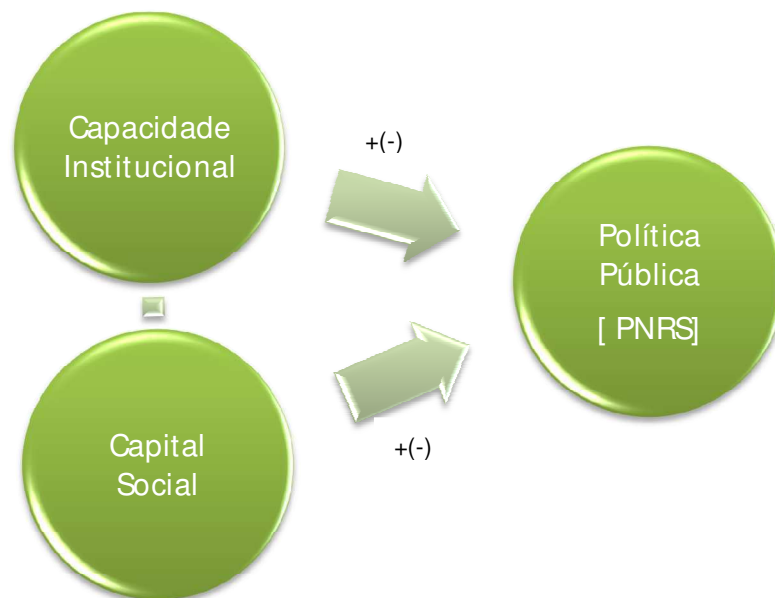 Capacidade
Institucional
+(-)
Política
Pública
[ PNRS]
Capital
Social
+(-)